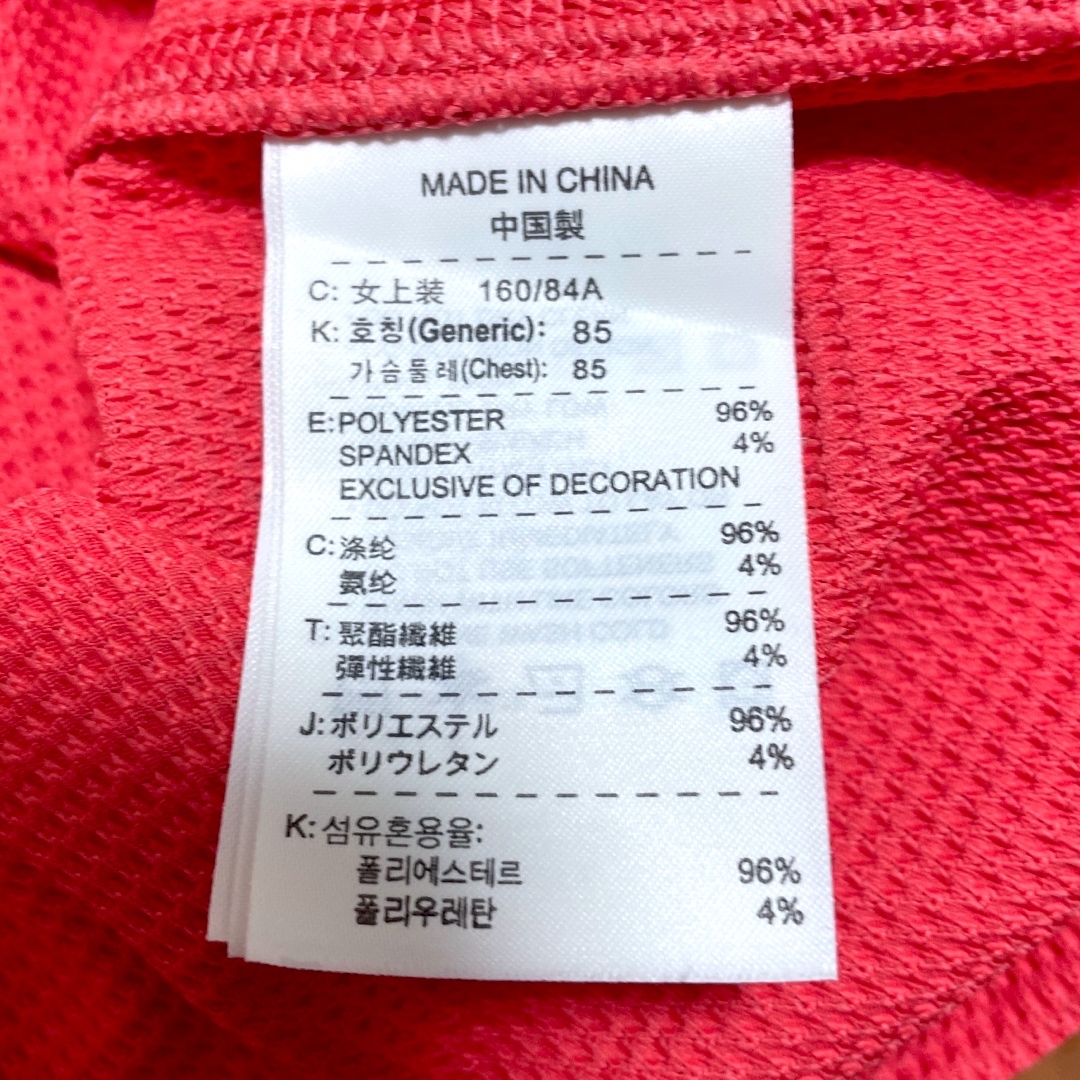 MADE IN CHINA
中国製
C: 女上装 160/84A
K: 호칭(Generic): 85
가슴둘레(Chest): 85
E:POLYESTER 96%
SPANDEX 4%
EXCLUSIVE OF DECORATION
C:涤纶 96%
氨纶 4%
T:聚酯纖維 96%
彈性纖維 4%
J:ポリエステル 96%
ポリウレタン 4%
K:섬유혼용율:
폴리에스테르 96%
폴리우레탄 4%